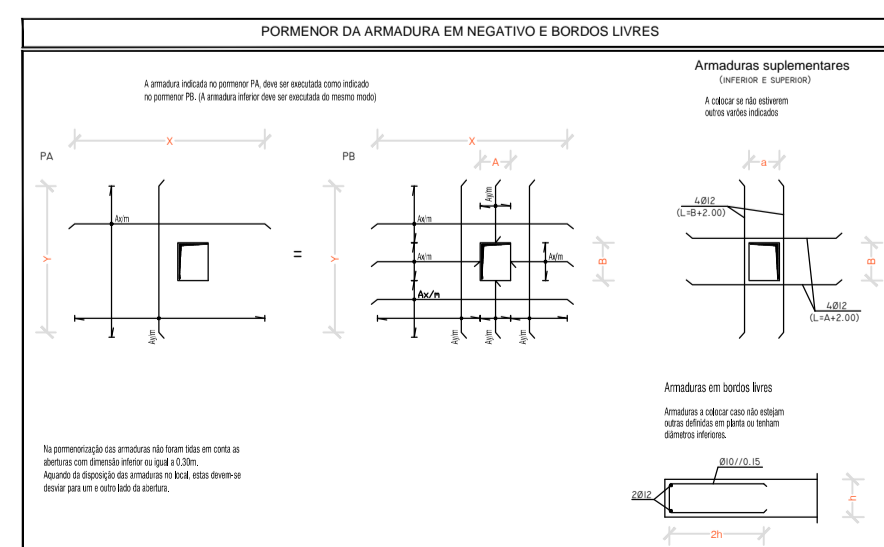 PORMENOR DA ARMADURA EM NEGATIVO E BORDOS LIVRES
A armadura indicada no pormenor PA, deve ser executada como indicado
no pormenor PB. (A armadura inferior deve ser executada do mesmo modo)
Armaduras suplementares
(INFERIOR E SUPERIOR)
A colocar se não estiverem
outros varões indicados
PA
X
Y
Ax/m
Ay/m
=
PB
X
A
Y
B
Ay/m
Ax/m
Ax/m
Ax/m
Ax/m
Ay/m
Ay/m
Ay/m
a
4Ø12
(L=B+2.00)
B
4Ø12
(L=A+2.00)
Na pormenorização das armaduras não foram tidas em conta as
aberturas com dimensão inferior ou igual a 0.30m.
Aquando da disposição das armaduras no local, estas devem-se
desviar para um e outro lado da abertura.
Armaduras em bordos livres
Armaduras a colocar caso não estejam
outras definidas em planta ou tenham
diâmetros inferiores.
Ø10//0.15
2Ø12
h
2h